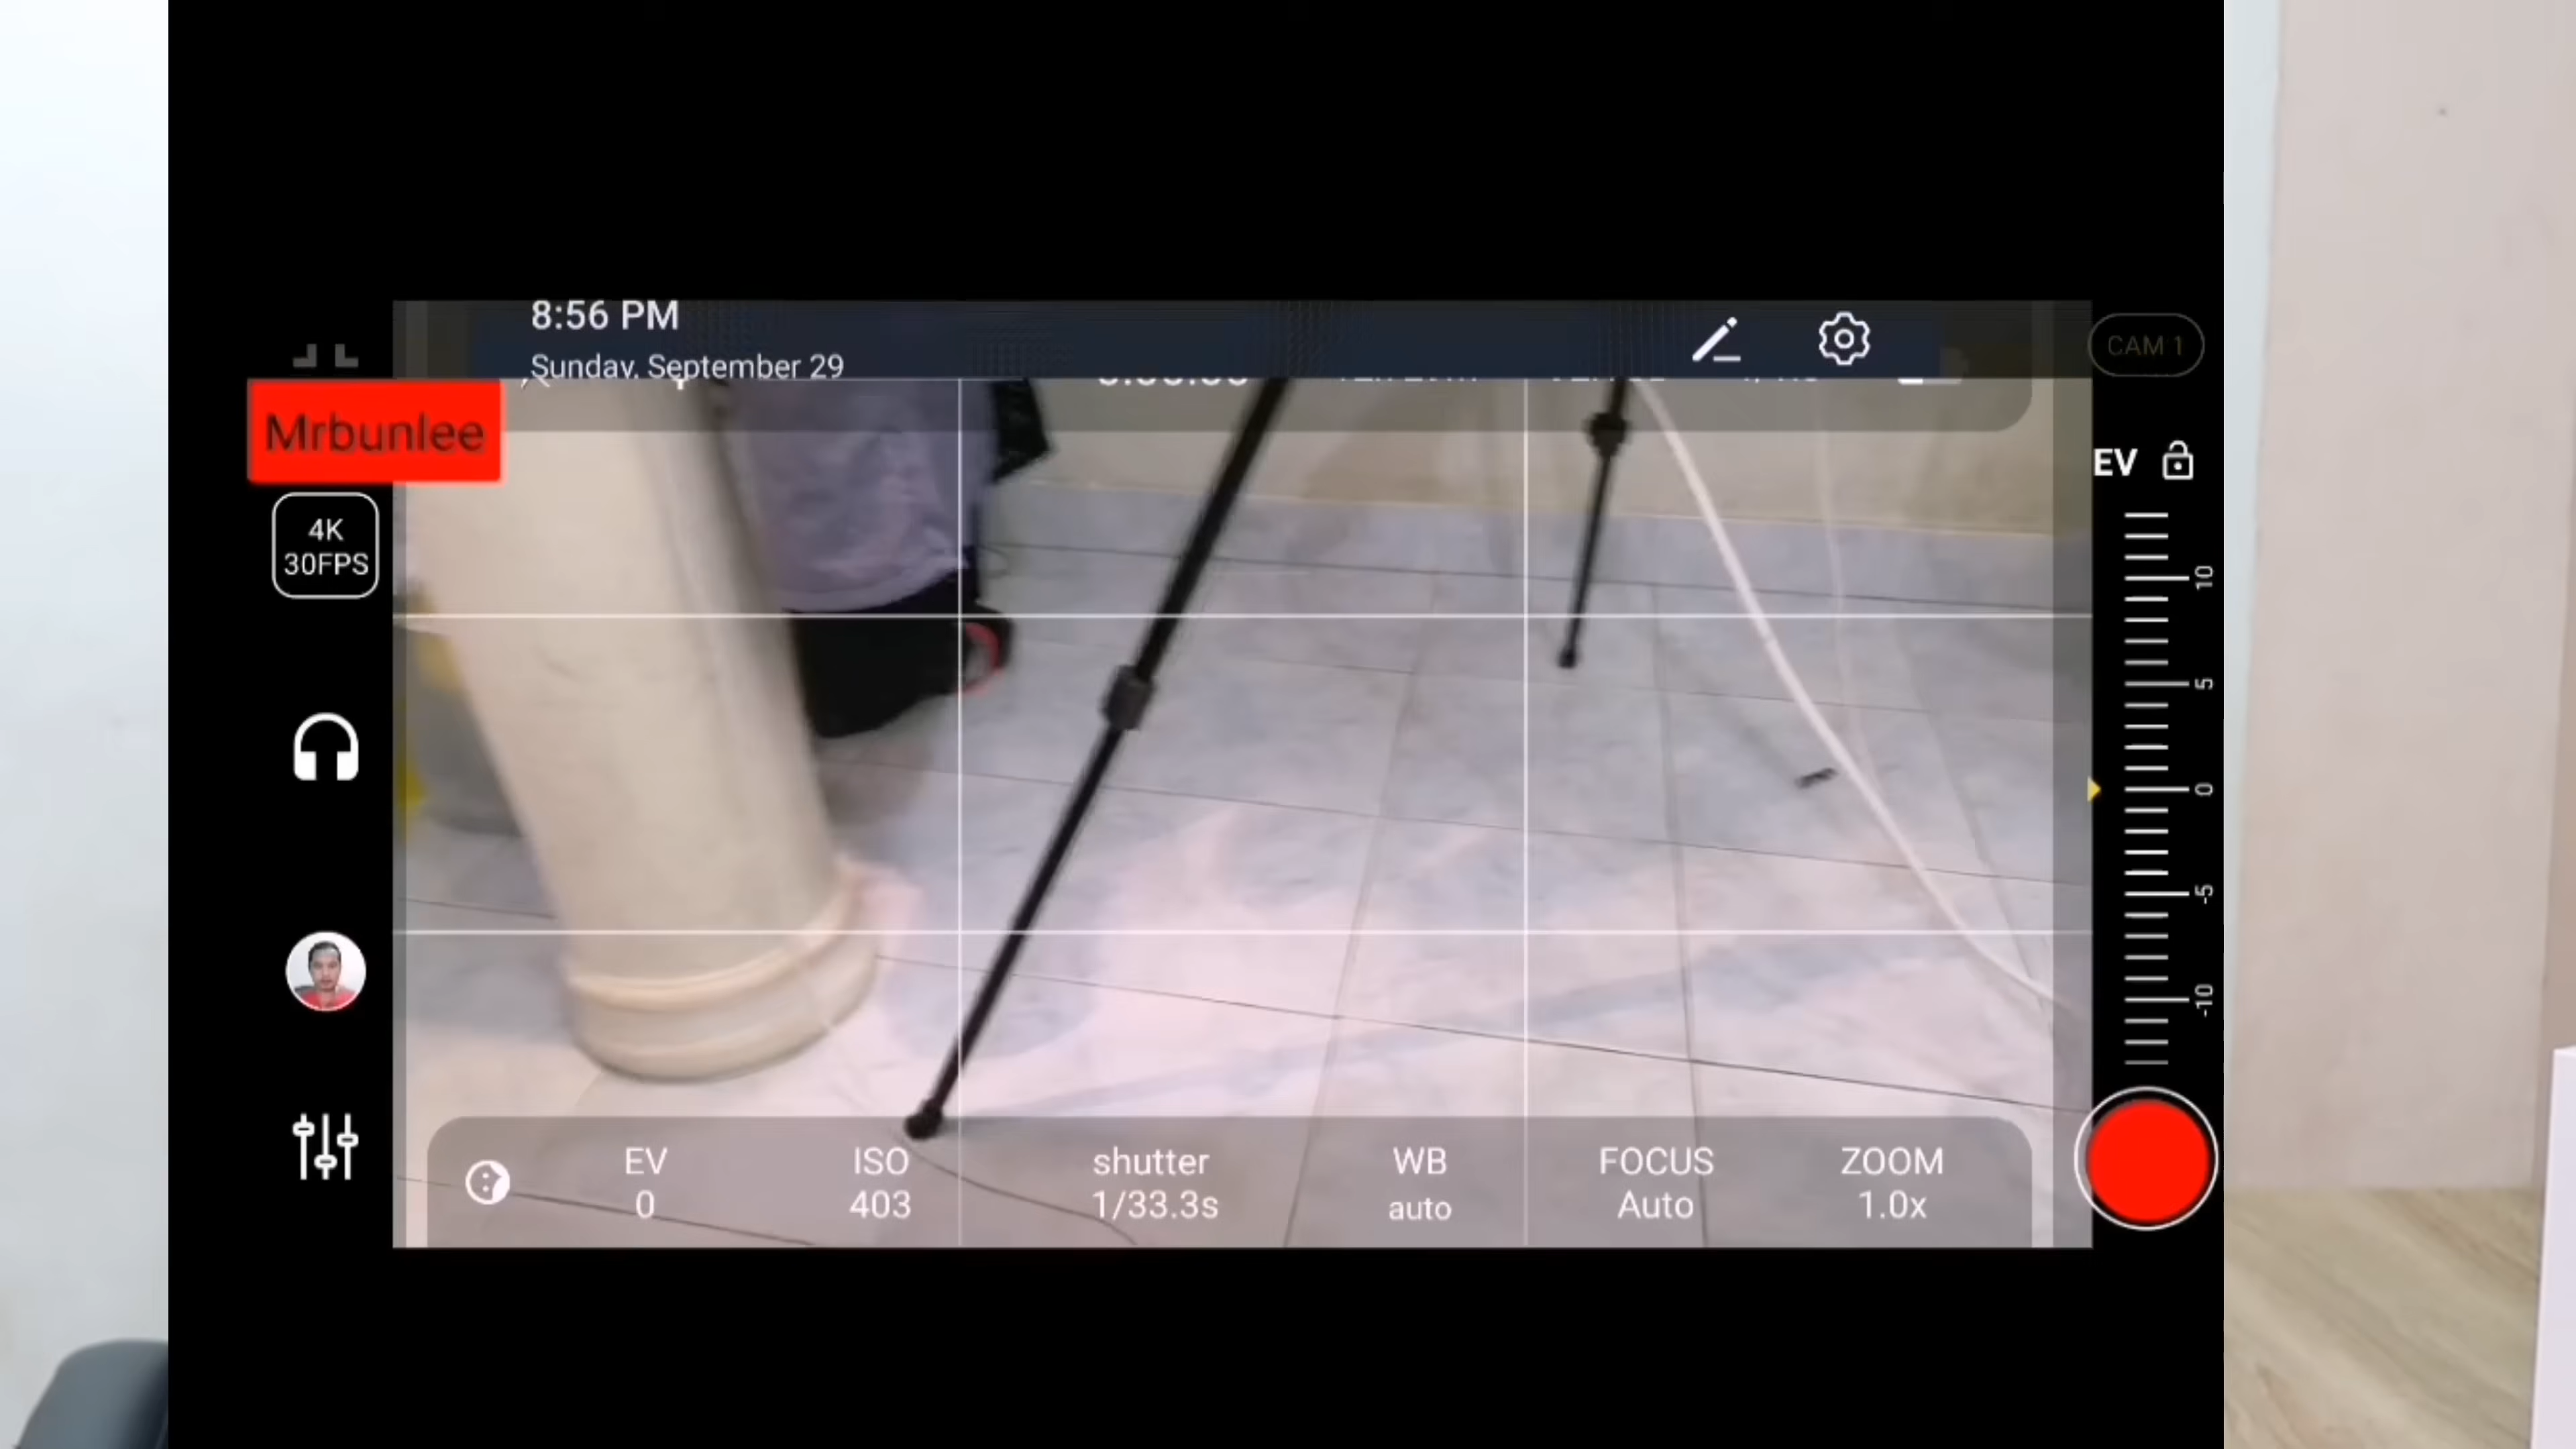 8:56 PM
Sunday, September 29
CAM 1
Mrbunlee
EV
4K
30FPS
10
5
0
-5
-10
EV
0
ISO
403
shutter
1/33.3s
WB
auto
FOCUS
Auto
ZOOM
1.0x